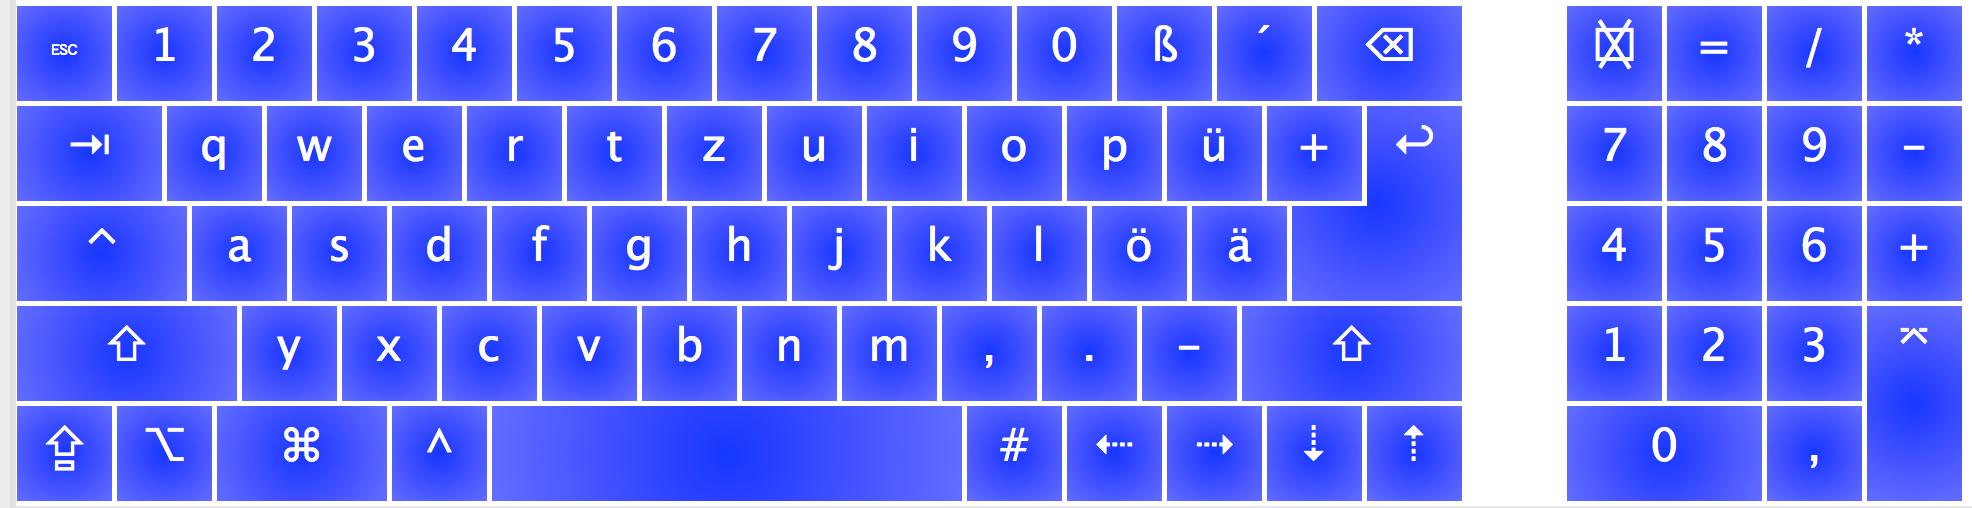 ESC 1 2 3 4 5 6 7 8 9 0 ß ´ ⌫ ⌧ = / *
⇥ q w e r t z u i o p ü + ↩ 7 8 9 −
⌃ a s d f g h j k l ö ä 4 5 6 +
⇧ y x c v b n m , . – ⇧ 1 2 3 ⌤
⇪ ⌥ ⌘ ^ # ⇠ ⇢ ⇣ ⇡ 0 ,